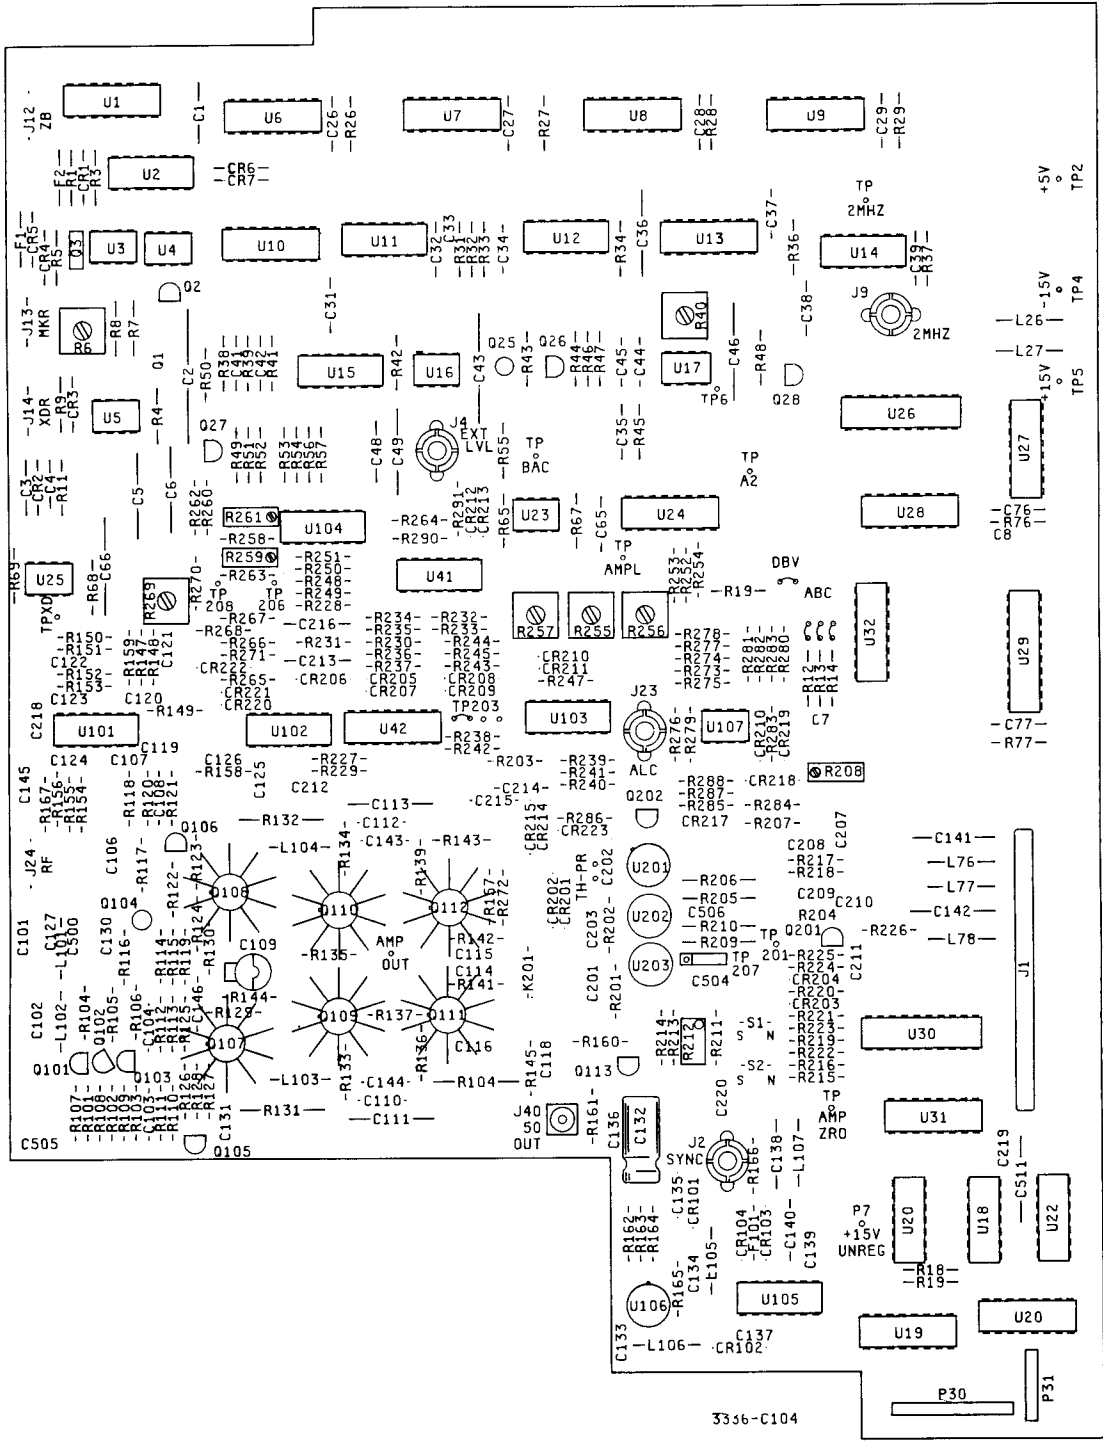 J12
ZB
U1
C1
U6
C26
R26
U7
C27
R27
U8
C28
R28
U9
C29
R29
F2
R1
CR1
R3
U2
CR6
CR7
TP
2MHZ
+5V
TP2
F1
CR5
CR4
R5
Q3
U3
U4
U10
U11
C32
C33
R31
R32
R33
C34
U12
R34
C36
U13
C37
R36
U14
C39
R37
Q2
J13
MKR
R6
R8
R7
C31
R40
C38
J9
2MHZ
-15V
TP4
L26
L27
Q1
C2
R50
R38
C41
R39
C42
R41
U15
R42
U16
C43
Q25
R43
Q26
R44
R46
R47
C45
C44
U17
TP6
C46
R48
Q28
+15V
TP5
J14
XDR
R9
CR3
U5
R4
Q27
R49
R51
R52
R53
R54
R56
R57
C48
C49
J4
EXT
LVL
R55
TP
BAC
C35
R45
TP
A2
U26
U27
C3
CR2
C4
R11
C5
C6
R262
R260
R261
R258
R259
R263
U104
R264
R290
R291
CR212
CR213
R65
U23
R67
C65
U24
U28
C76
R76
C8
R69
U25
TPXD
R68
C66
R269
R270
TP
208
TP
206
R251
R250
R248
R249
R228
U41
TP
AMPL
R253
R252
R254
DBV
R19
ABC
U32
U29
R150
R151
C122
R152
R153
C123
R159
R147
R148
C121
C120
R149
R267
R268
R266
R271
CR222
R265
CR221
CR220
C216
R231
C213
CR206
R234
R235
R230
R236
R237
CR205
CR207
R232
R233
R244
R245
R243
CR208
CR209
TP203
R257
R255
R256
CR210
CR211
R247
R278
R277
R274
R273
R275
R281
R282
R283
R280
R12
R13
R14
C7
C218
U101
C119
C124
C107
U102
C126
R158
C125
U42
R227
R229
C212
R238
R242
R203
U103
R239
R241
R240
J23
ALC
R276
R279
U107
CR210
R283
CR219
C77
R77
R208
C145
R167
R156
R155
R154
R118
R120
C108
R121
R132
C113
C112
C143
C214
C215
CR215
CR214
R286
CR223
Q202
R288
R287
R285
CR217
CR218
R284
R207
C207
J24
RF
C106
R117
Q106
R123
R122
L104
R134
R139
R143
TH-PR
C202
U201
C208
R217
R218
C141
L76
L77
C142
L78
Q108
Q110
Q112
R157
R272
CR202
CR201
C203
R202
U202
R206
R205
C506
R210
R209
C209
C210
R204
Q201
R226
C101
C127
L101
C500
C130
Q104
R116
R114
R115
R119
R124
R130
C109
R135
AMP
OUT
R142
C115
C114
R141
K201
C201
R201
U203
TP
207
C504
TP
201
R225
R224
CR204
R220
CR203
R221
R223
R219
R222
R216
R215
C211
J1
C102
L102
R104
Q102
R105
R106
C104
R112
R113
R125
C146
R144
R129
Q107
Q109
R137
Q111
R136
C116
R133
R145
C118
R160
Q113
R214
R213
R212
R211
S1
S N
S2
S N
U30
Q101
Q103
R126
R128
R127
L103
C144
C110
C111
R104
R131
C131
R107
R101
R108
R102
R109
R103
C103
R111
R110
C505
Q105
J40
50
OUT
R161
C136
C132
C220
TP
AMP
ZRO
U31
J2
SYNC
R166
C138
L107
C219
C511
C135
CR101
R162
R163
R164
CR104
F101
CR103
C140
C139
P7
+15V
UNREG
U20
U18
U22
L105
C134
R165
U106
U105
R18
R19
C133
L106
C137
CR102
U19
U20
P30
P31
3336-C104